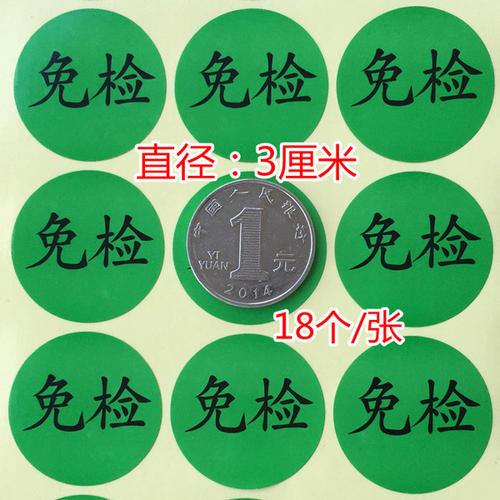 免检 免检 免检
直径：3厘米
免检 免检
中国人民银行
YI YUAN
1元
2014
18个/张
免检 免检 免检